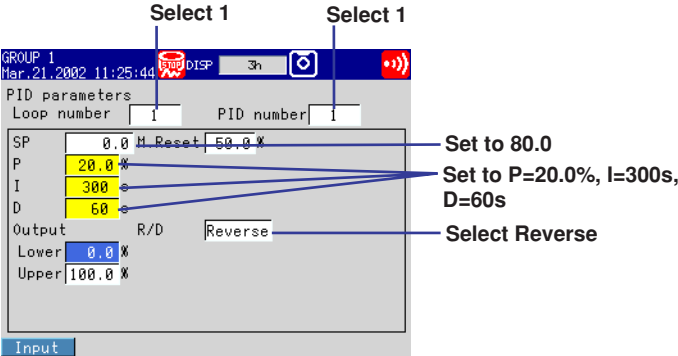 Select 1
Select 1
GROUP 1
Mar.21.2002 11:25:44
STOP
DISP
3h
PID parameters
Loop number 1 PID number 1
SP 0.0 M.Reset 50.0 %
P 20.0 %
I 300 s
D 60 s
Output R/D Reverse
Lower 0.0 %
Upper 100.0 %
Input
Set to 80.0
Set to P=20.0%, I=300s,
D=60s
Select Reverse